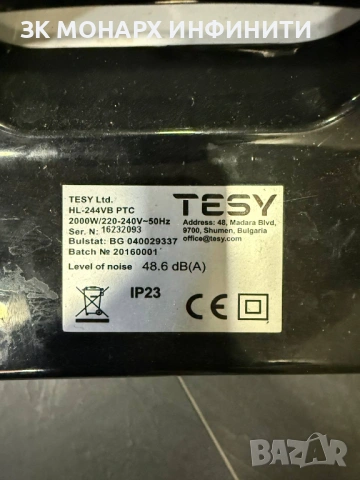 ЗК МОНАРХ ИНФИНИТИ
TESY Ltd.
HL-244VB PTC
2000W/220-240V~50Hz
Ser. N: 16232093
Bulstat: BG 040029337
Batch № 20160001
Level of noise 48.6 dB(A)
TESY
Address: 48, Madara Blvd,
9700, Shumen, Bulgaria
office@tesy.com
IP23
CE
BAZAR